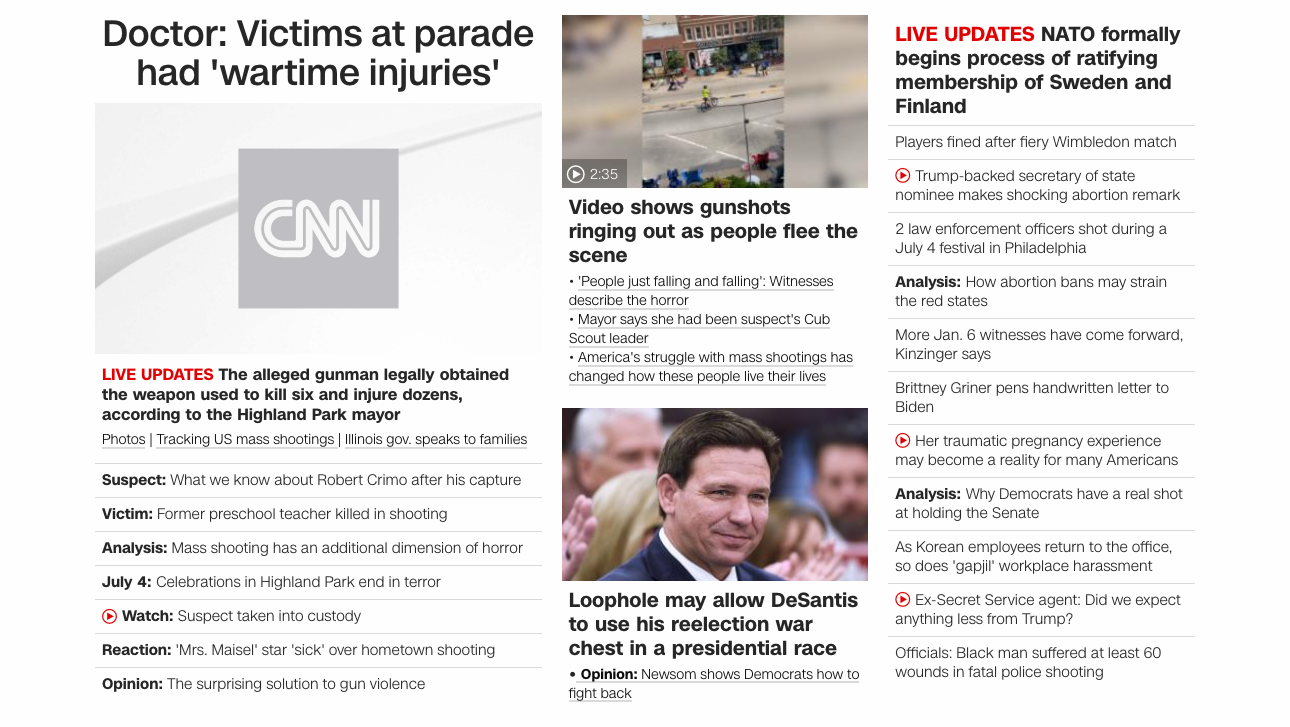 Doctor: Victims at parade
had 'wartime injuries'
CNN
LIVE UPDATES The alleged gunman legally obtained
the weapon used to kill six and injure dozens,
according to the Highland Park mayor
Photos | Tracking US mass shootings | Illinois gov. speaks to families
Suspect: What we know about Robert Crimo after his capture
Victim: Former preschool teacher killed in shooting
Analysis: Mass shooting has an additional dimension of horror
July 4: Celebrations in Highland Park end in terror
Watch: Suspect taken into custody
Reaction: 'Mrs. Maisel' star 'sick' over hometown shooting
Opinion: The surprising solution to gun violence
2:35
Video shows gunshots
ringing out as people flee the
scene
• 'People just falling and falling': Witnesses
describe the horror
• Mayor says she had been suspect's Cub
Scout leader
• America's struggle with mass shootings has
changed how these people live their lives
Loophole may allow DeSantis
to use his reelection war
chest in a presidential race
• Opinion: Newsom shows Democrats how to
fight back
LIVE UPDATES NATO formally
begins process of ratifying
membership of Sweden and
Finland
Players fined after fiery Wimbledon match
Trump-backed secretary of state
nominee makes shocking abortion remark
2 law enforcement officers shot during a
July 4 festival in Philadelphia
Analysis: How abortion bans may strain
the red states
More Jan. 6 witnesses have come forward,
Kinzinger says
Brittney Griner pens handwritten letter to
Biden
Her traumatic pregnancy experience
may become a reality for many Americans
Analysis: Why Democrats have a real shot
at holding the Senate
As Korean employees return to the office,
so does 'gapjil' workplace harassment
Ex-Secret Service agent: Did we expect
anything less from Trump?
Officials: Black man suffered at least 60
wounds in fatal police shooting